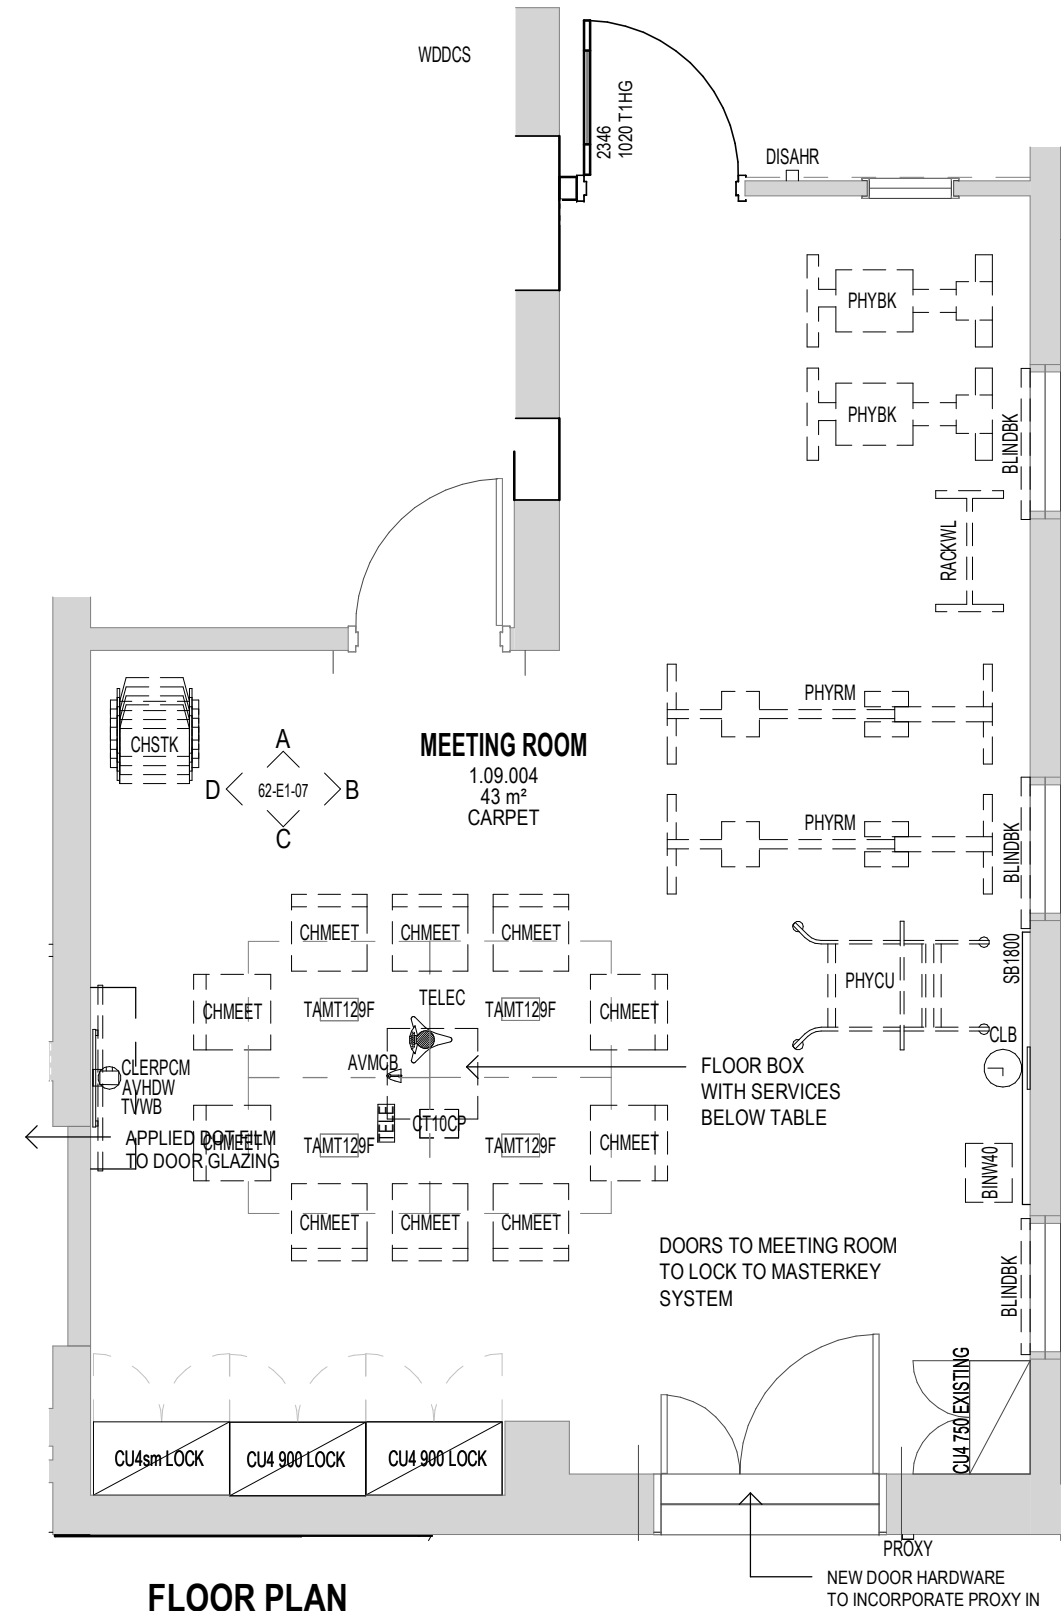 WDDCS
2346
1020 T1HG
DISAHR
PHYBK
PHYBK
BLINDBK
RACKWL
PHYRM
CHSTK
A
D
62-E1-07
B
C
MEETING ROOM
1.09.004
43 m²
CARPET
PHYRM
BLINDBK
CHMEET
CHMEET
CHMEET
SB1800
PHYCU
CHMEET
TAMT129F
TELEC
TAMT129F
CHMEET
CLB
AVMCB
FLOOR BOX
WITH SERVICES
BELOW TABLE
CLERPCM
AVHDW
TVWB
TELE
CT10CP
APPLIED DOT FILM
TO DOOR GLAZING
CHMEET
TAMT129F
TAMT129F
CHMEET
BINW40
CHMEET
CHMEET
CHMEET
DOORS TO MEETING ROOM
TO LOCK TO MASTERKEY
SYSTEM
BLINDBK
CU4 750 EXISTING
CU4sm LOCK
CU4 900 LOCK
CU4 900 LOCK
PROXY
NEW DOOR HARDWARE
TO INCORPORATE PROXY IN
FLOOR PLAN